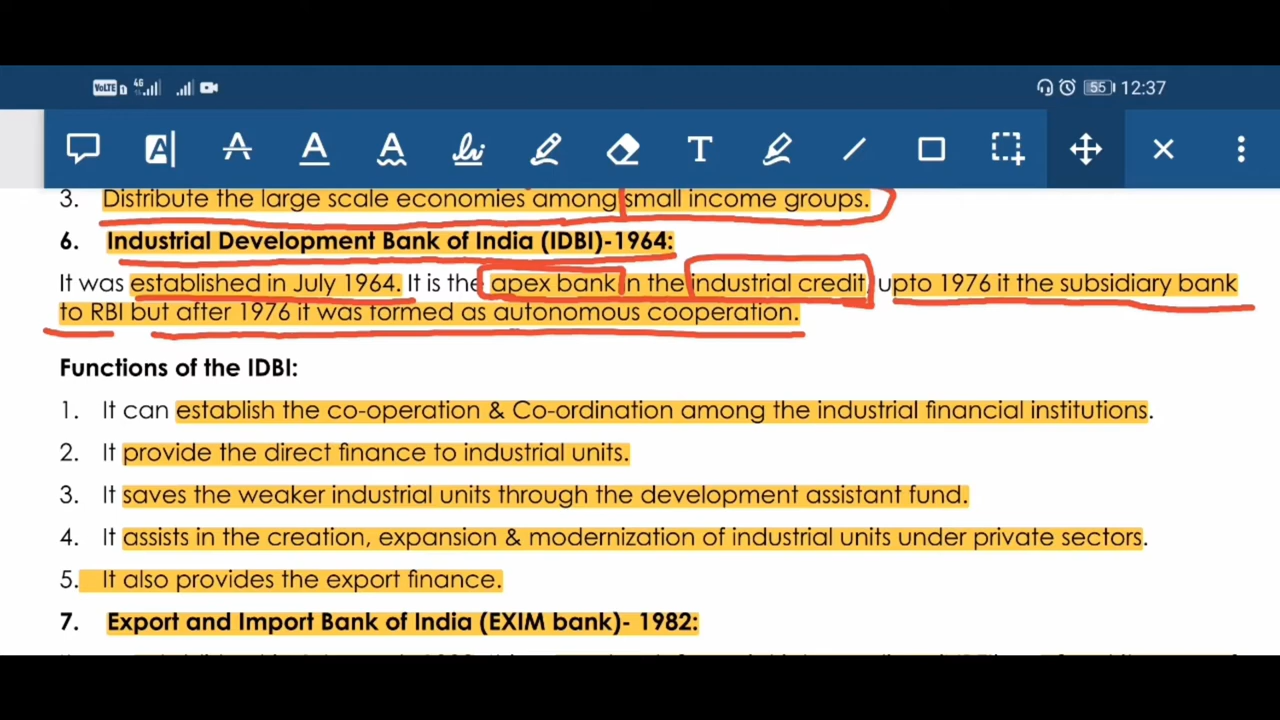 VoLTE 1 4G 55 12:37
A A A T
3. Distribute the large scale economies among small income groups.
6. Industrial Development Bank of India (IDBI)-1964:
It was established in July 1964. It is the apex bank in the industrial credit, upto 1976 it the subsidiary bank
to RBI but after 1976 it was formed as autonomous cooperation.
Functions of the IDBI:
1. It can establish the co-operation & Co-ordination among the industrial financial institutions.
2. It provide the direct finance to industrial units.
3. It saves the weaker industrial units through the development assistant fund.
4. It assists in the creation, expansion & modernization of industrial units under private sectors.
5. It also provides the export finance.
7. Export and Import Bank of India (EXIM bank)- 1982: